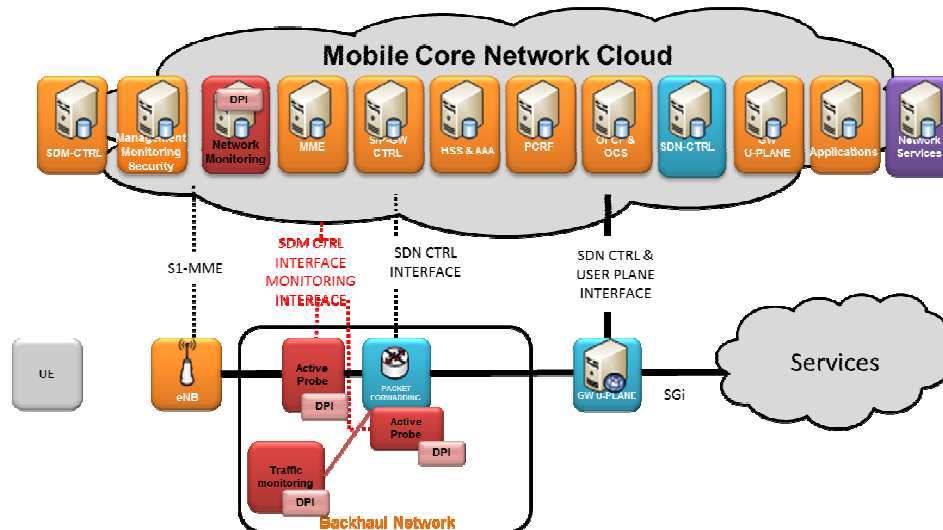 Mobile Core Network Cloud
SDM-CTRL
Management
Monitoring
Security
DPI
Network
Monitoring
MME
S/P-GW
CTRL
HSS & AAA
PCRF
OFCF &
OCS
SDN-CTRL
GW
U-PLANE
Applications
Network
Services
S1-MME
SDM CTRL
INTERFACE
MONITORING
INTERFACE
SDN CTRL
INTERFACE
SDN CTRL &
USER PLANE
INTERFACE
UE
eNB
Active
Probe
DPI
PACKET
FORWARDING
Active
Probe
DPI
Traffic
monitoring
DPI
GW U-PLANE
SGi
Services
Backhaul Network